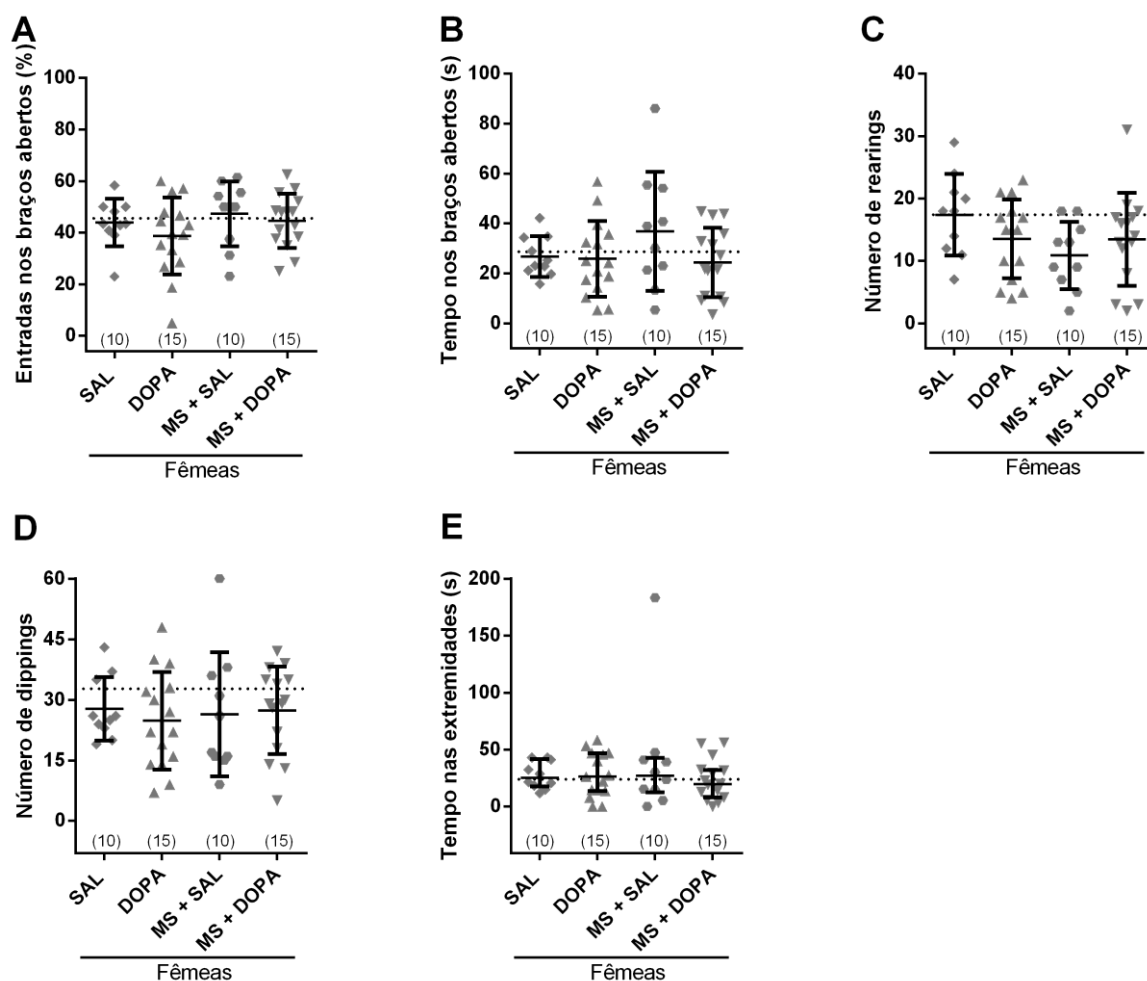 A
Entradas nos braços abertos (%)
100
80
60
40
20
0
(10)
(15)
(10)
(15)
SAL
DOPA
MS + SAL
MS + DOPA
Fêmeas
B
Tempo nos braços abertos (s)
100
80
60
40
20
0
(10)
(15)
(10)
(15)
SAL
DOPA
MS + SAL
MS + DOPA
Fêmeas
C
Número de rearings
40
30
20
10
0
(10)
(15)
(10)
(15)
SAL
DOPA
MS + SAL
MS + DOPA
Fêmeas
D
Número de dippings
60
45
30
15
0
(10)
(15)
(10)
(15)
SAL
DOPA
MS + SAL
MS + DOPA
Fêmeas
E
Tempo nas extremidades (s)
200
150
100
50
0
(10)
(15)
(10)
(15)
SAL
DOPA
MS + SAL
MS + DOPA
Fêmeas